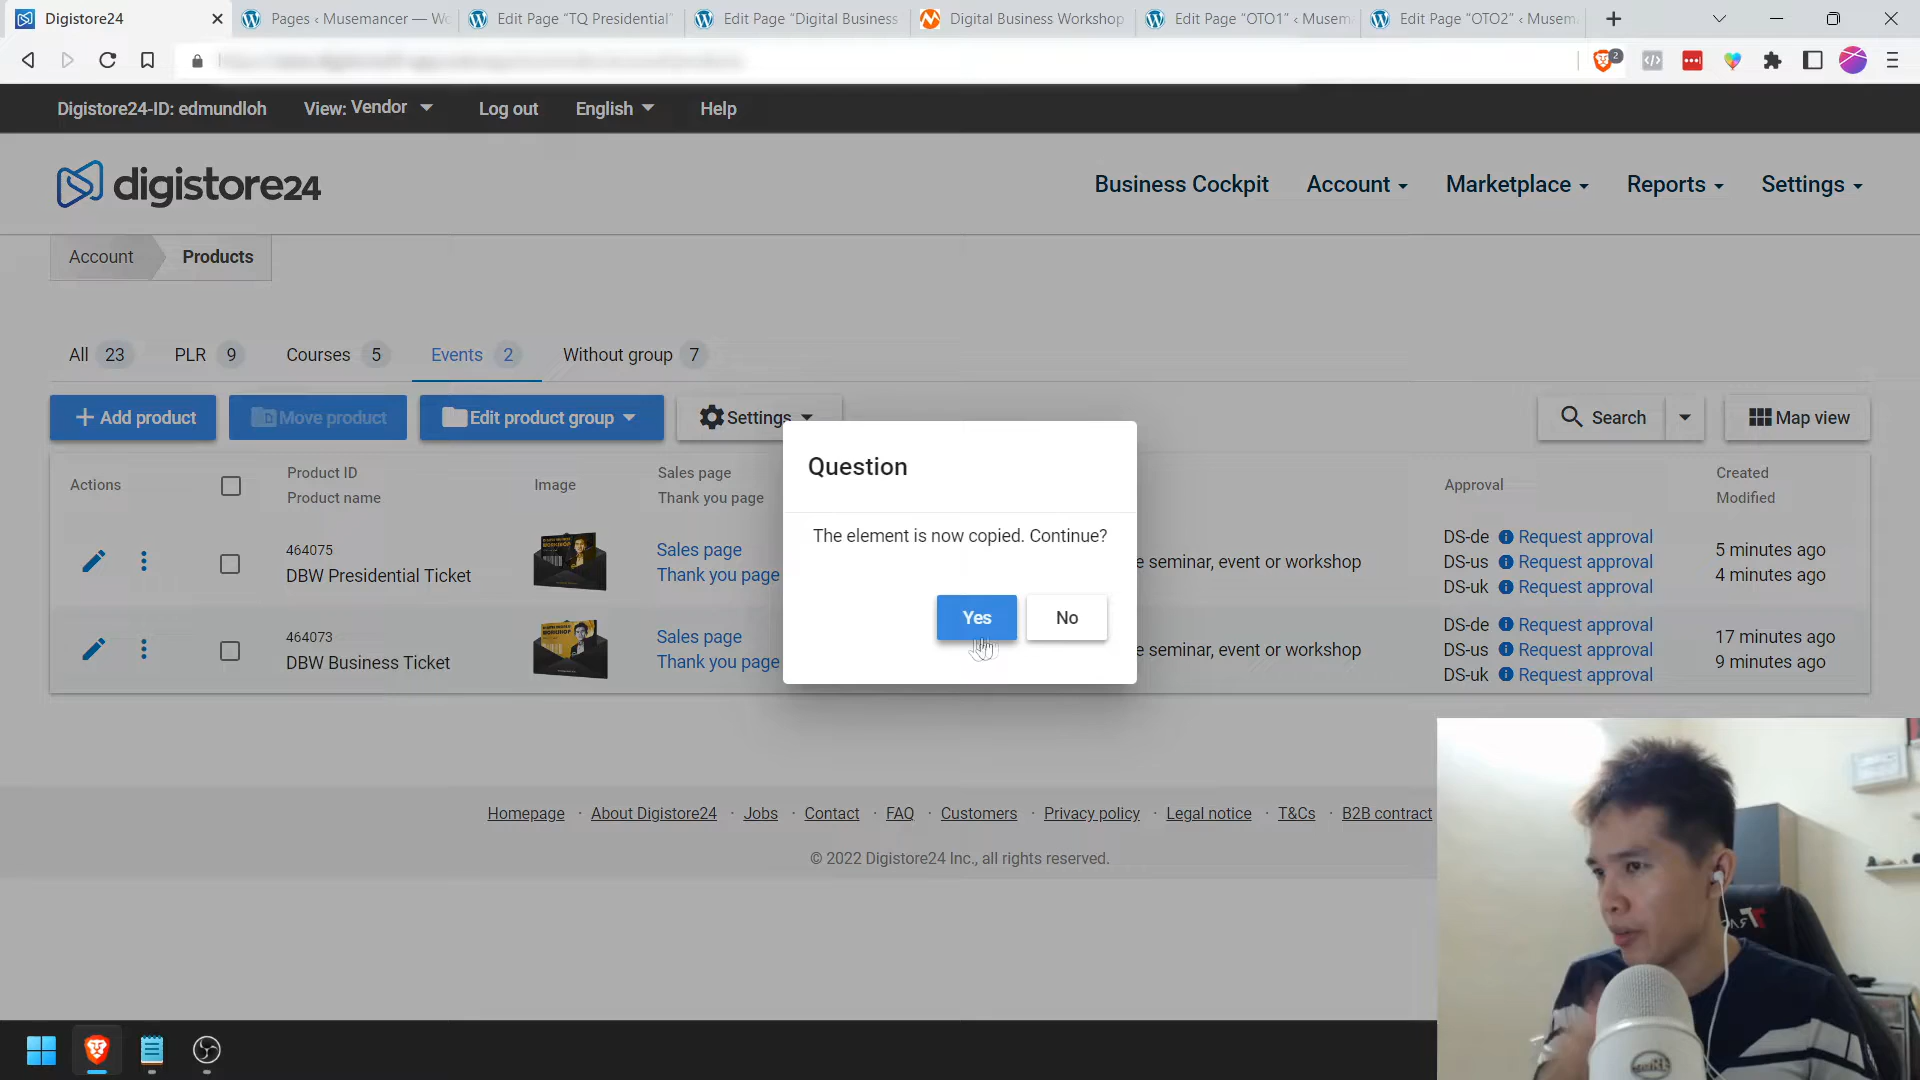 Digistore24
Pages ‹ Musemancer — Wo
Edit Page “TQ Presidential”
Edit Page “Digital Business
Digital Business Workshop
Edit Page “OTO1” ‹ Musem
Edit Page “OTO2” ‹ Musem
2
Digistore24-ID: edmundloh
View: Vendor
Log out
English
Help
digistore24
Business Cockpit
Account
Marketplace
Reports
Settings
Account
Products
All 23
PLR 9
Courses 5
Events 2
Without group 7
Add product
Move product
Edit product group
Settings
Search
Map view
Actions
Product ID
Product name
Image
Sales page
Thank you page
Approval
Created
Modified
464075
DBW Presidential Ticket
WORKSHOP
Sales page
Thank you page
e seminar, event or workshop
DS-de Request approval
DS-us Request approval
DS-uk Request approval
5 minutes ago
4 minutes ago
464073
DBW Business Ticket
WORKSHOP
Sales page
Thank you page
e seminar, event or workshop
DS-de Request approval
DS-us Request approval
DS-uk Request approval
17 minutes ago
9 minutes ago
Question
The element is now copied. Continue?
Yes
No
Homepage · About Digistore24 · Jobs · Contact · FAQ · Customers · Privacy policy · Legal notice · T&Cs · B2B contract
© 2022 Digistore24 Inc., all rights reserved.